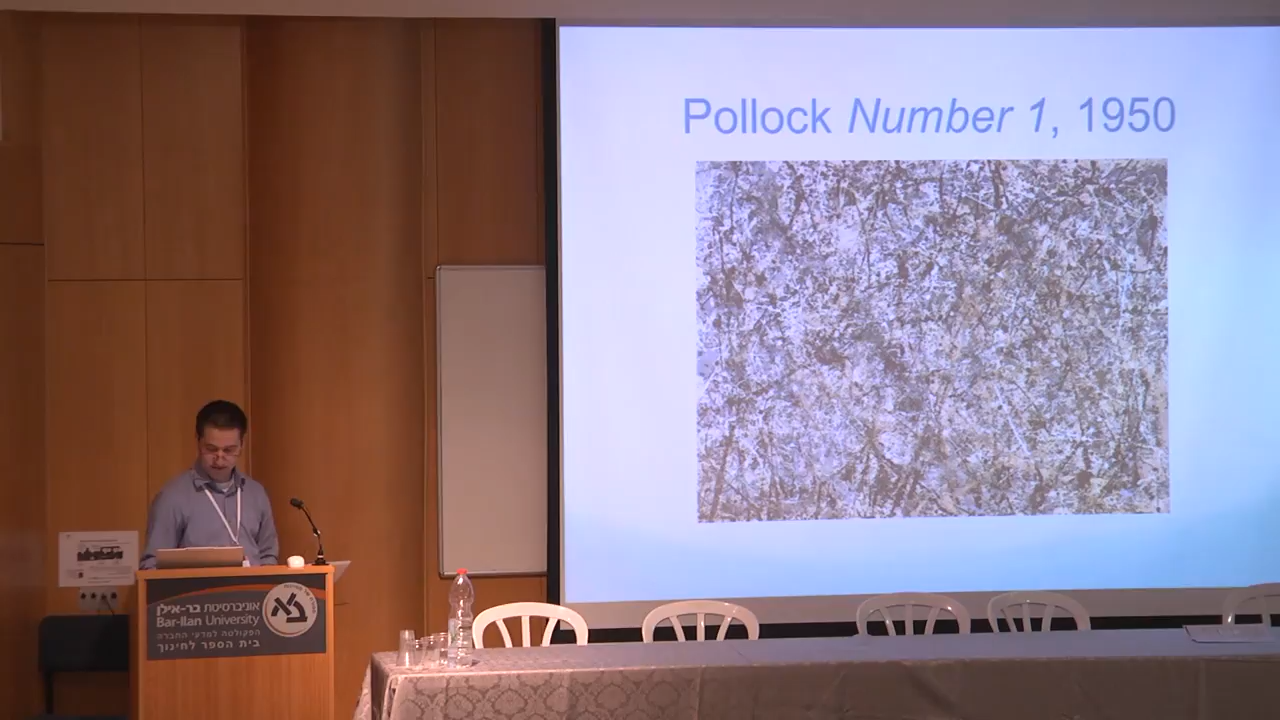 Pollock Number 1, 1950
אוניברסיטת בר-אילן
Bar-Ilan University
הפקולטה למדעי החברה
בית הספר לחינוך